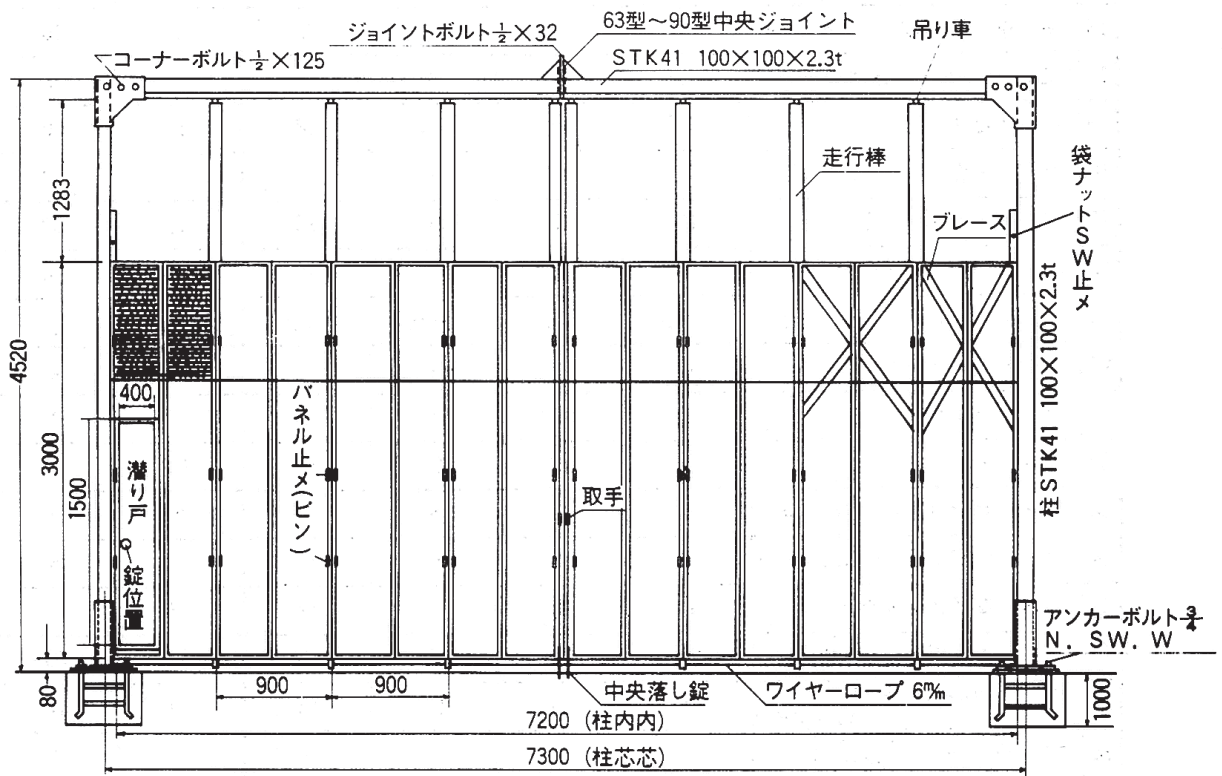 63型～90型中央ジョイント
ジョイントボルト½×32
吊り車
コーナーボルト½×125
STK41 100×100×2.3t
走行棒
袋ナットSW止メ
ブレース
1283
4520
3000
400
1500
潜り戸
錠位置
パネル止メ(ピン)
取手
柱STK41 100×100×2.3t
アンカーボルト¾
N. SW. W
80
900
900
中央落し錠
ワイヤーロープ 6m/m
1000
7200 (柱内内)
7300 (柱芯芯)